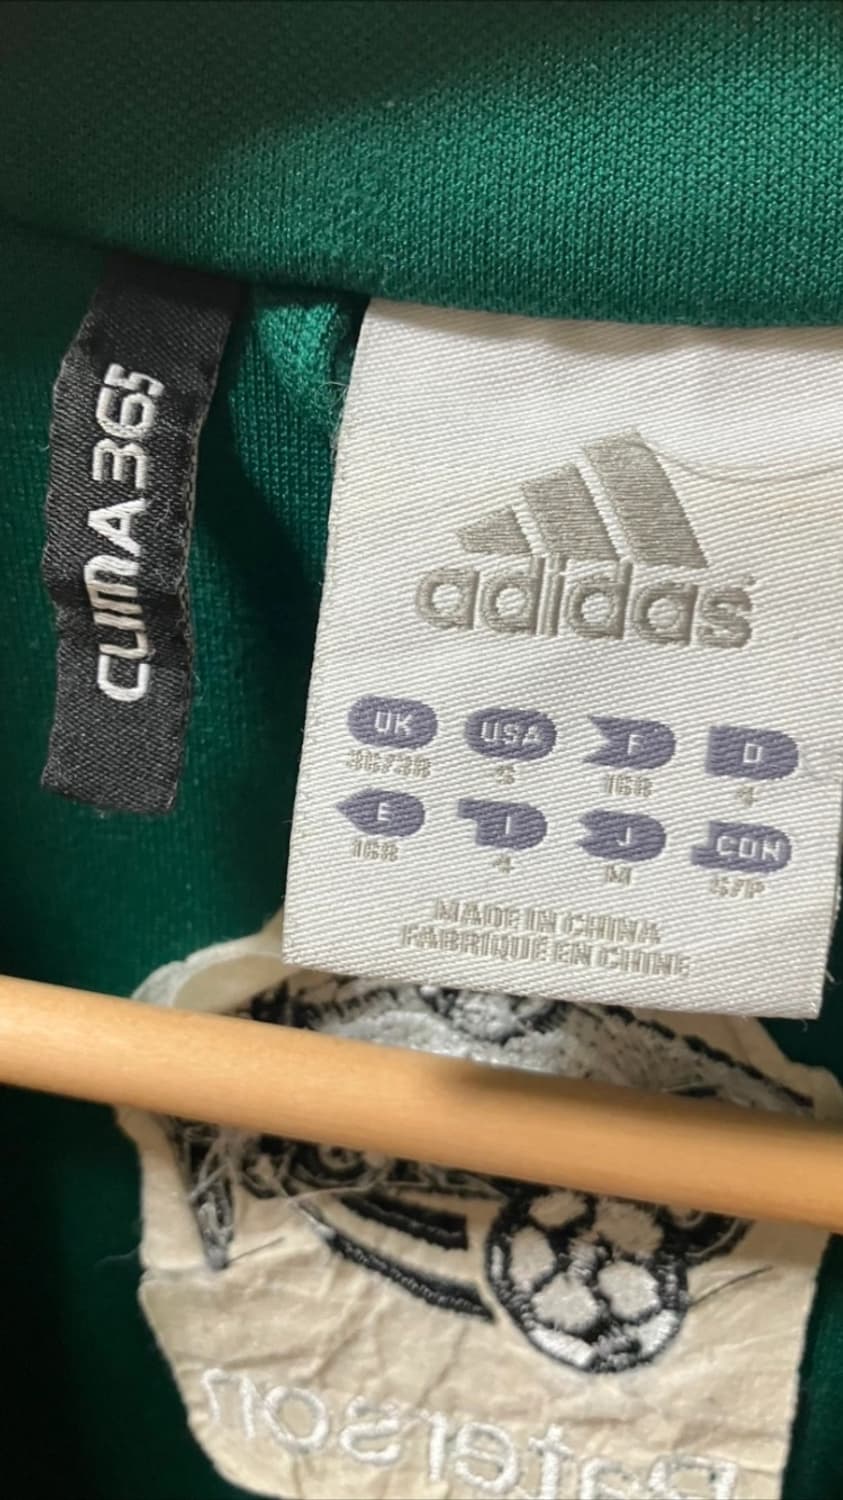 CLIMA365
adidas
UK USA F D
36/38 S 168 4
E I J CDN
168 4 M S/P
MADE IN CHINA
FABRIQUE EN CHINE
Paterson